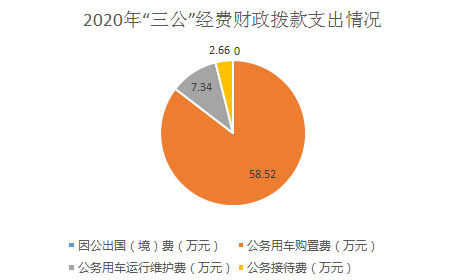 2020年“三公”经费财政拨款支出情况
2.66 0
7.34
58.52
因公出国（境）费（万元） 公务用车购置费（万元）
公务用车运行维护费（万元） 公务接待费（万元）